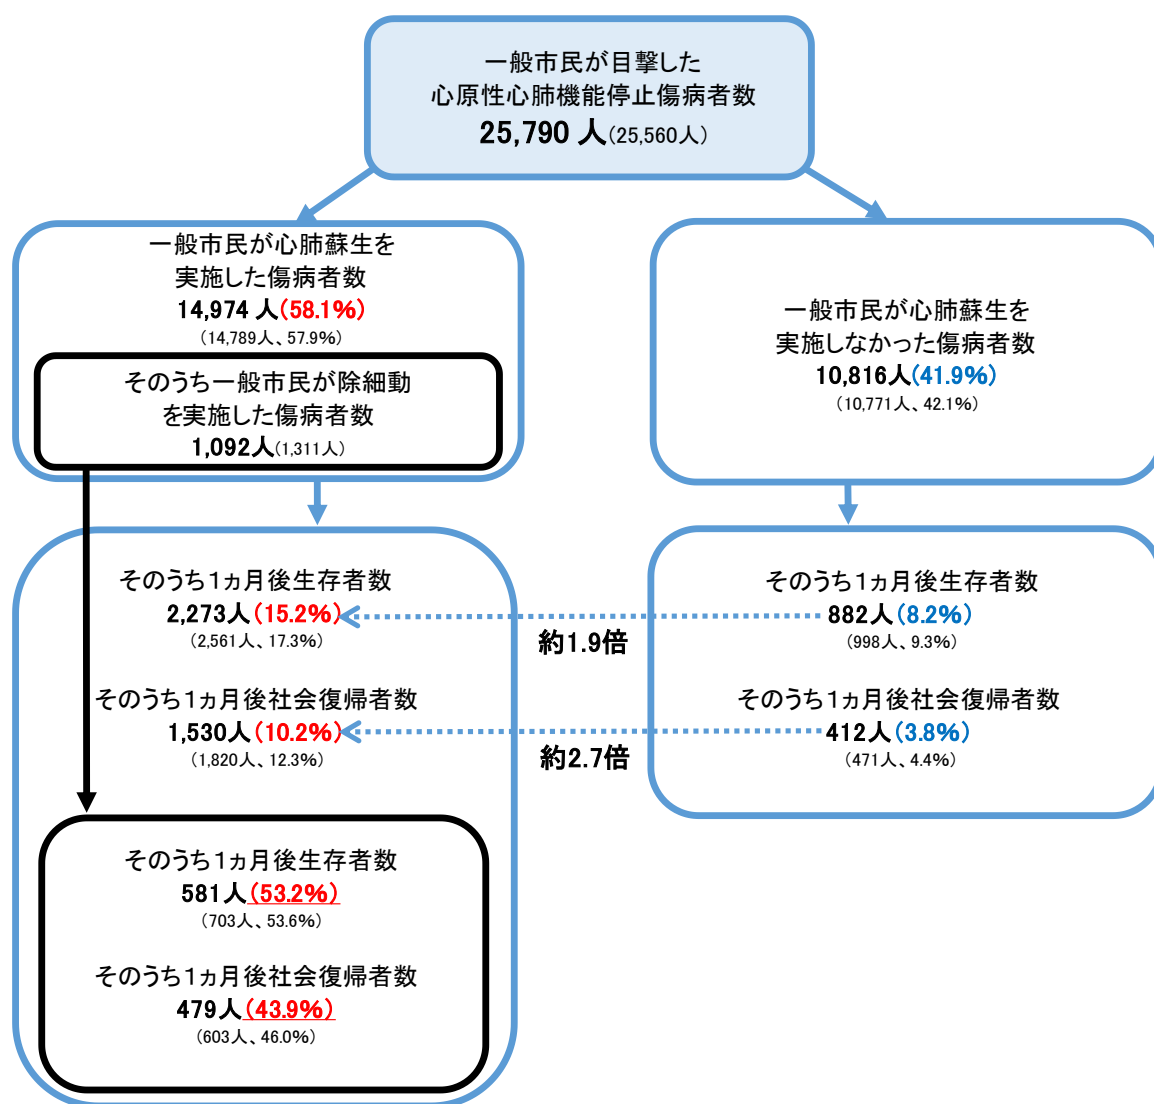 一般市民が目撃した
心原性心肺機能停止傷病者数
25,790 人(25,560人)
一般市民が心肺蘇生を
実施した傷病者数
14,974 人(58.1%)
(14,789人、57.9%)
そのうち一般市民が除細動
を実施した傷病者数
1,092人(1,311人)
一般市民が心肺蘇生を
実施しなかった傷病者数
10,816人(41.9%)
(10,771人、42.1%)
そのうち1ヵ月後生存者数
2,273人(15.2%)
(2,561人、17.3%)
そのうち1ヵ月後社会復帰者数
1,530人(10.2%)
(1,820人、12.3%)
約1.9倍
約2.7倍
そのうち1ヵ月後生存者数
882人(8.2%)
(998人、9.3%)
そのうち1ヵ月後社会復帰者数
412人(3.8%)
(471人、4.4%)
そのうち1ヵ月後生存者数
581人(53.2%)
(703人、53.6%)
そのうち1ヵ月後社会復帰者数
479人(43.9%)
(603人、46.0%)